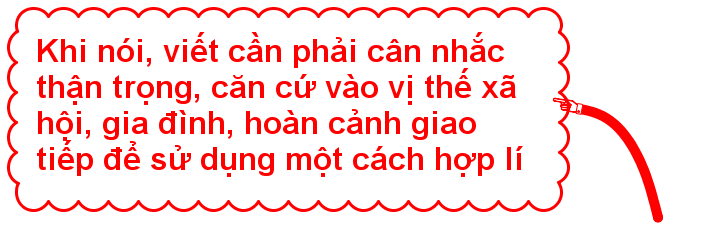 Khi nói, viết cần phải cân nhắc
thận trọng, căn cứ vào vị thế xã
hội, gia đình, hoàn cảnh giao
tiếp để sử dụng một cách hợp lí